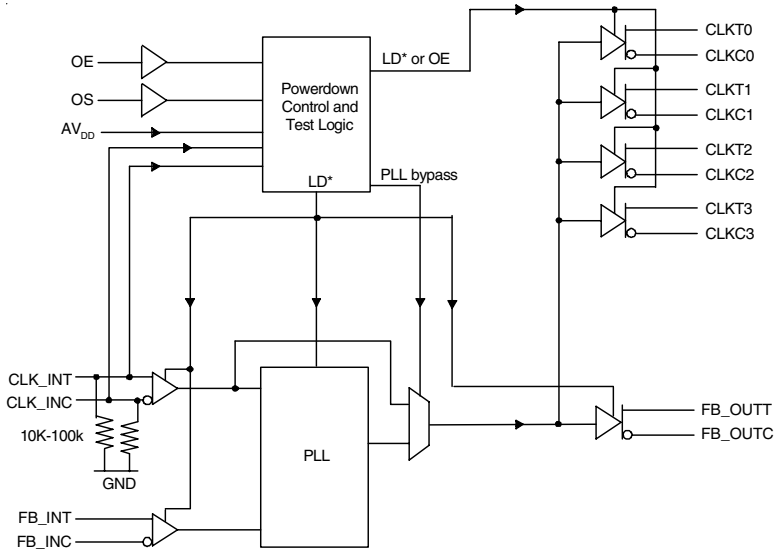 OE
OS
AVDD
Powerdown
Control and
Test Logic
LD*
LD* or OE
PLL bypass
CLKT0
CLKC0
CLKT1
CLKC1
CLKT2
CLKC2
CLKT3
CLKC3
CLK_INT
CLK_INC
10K-100k
GND
PLL
FB_INT
FB_INC
FB_OUTT
FB_OUTC